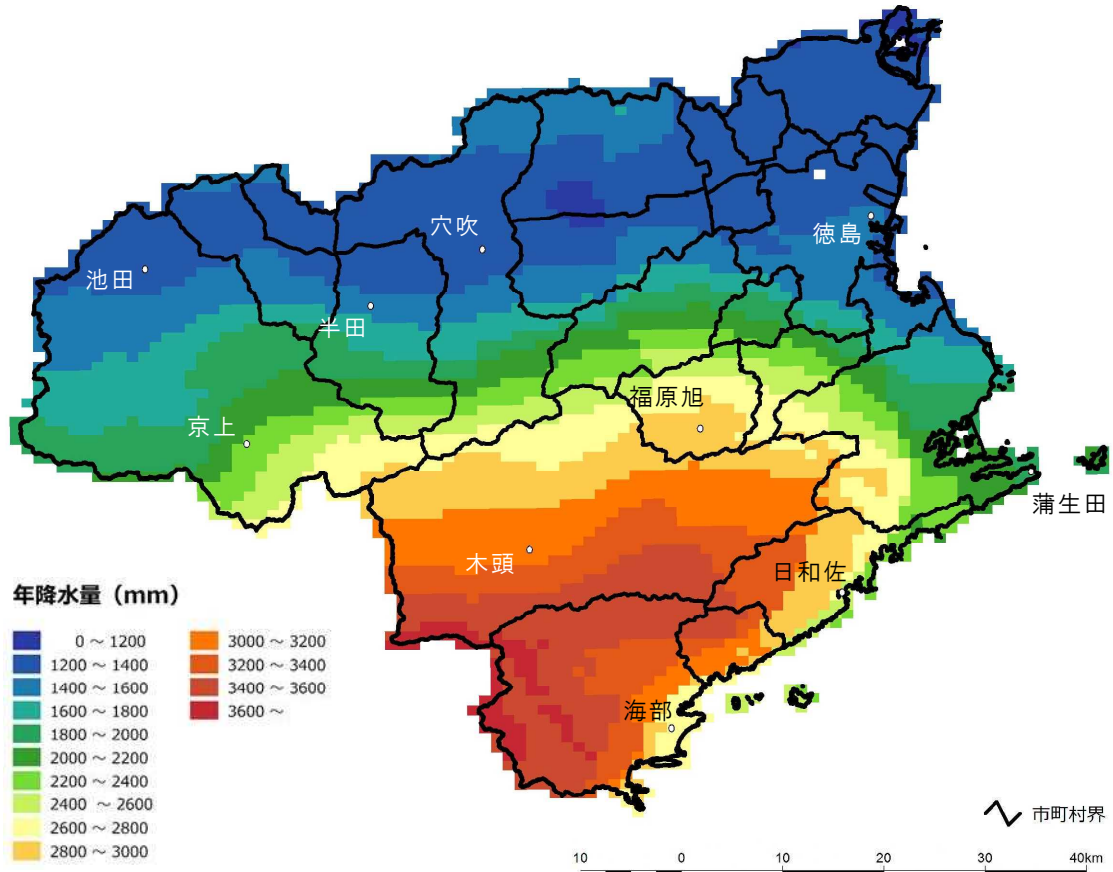 穴吹
徳島
池田
半田
福原旭
京上
蒲生田
木頭
日和佐
海部
年降水量（mm）
0 ～ 1200
1200 ～ 1400
1400 ～ 1600
1600 ～ 1800
1800 ～ 2000
2000 ～ 2200
2200 ～ 2400
2400 ～ 2600
2600 ～ 2800
2800 ～ 3000
3000 ～ 3200
3200 ～ 3400
3400 ～ 3600
3600 ～
市町村界
10 0 10 20 30 40km